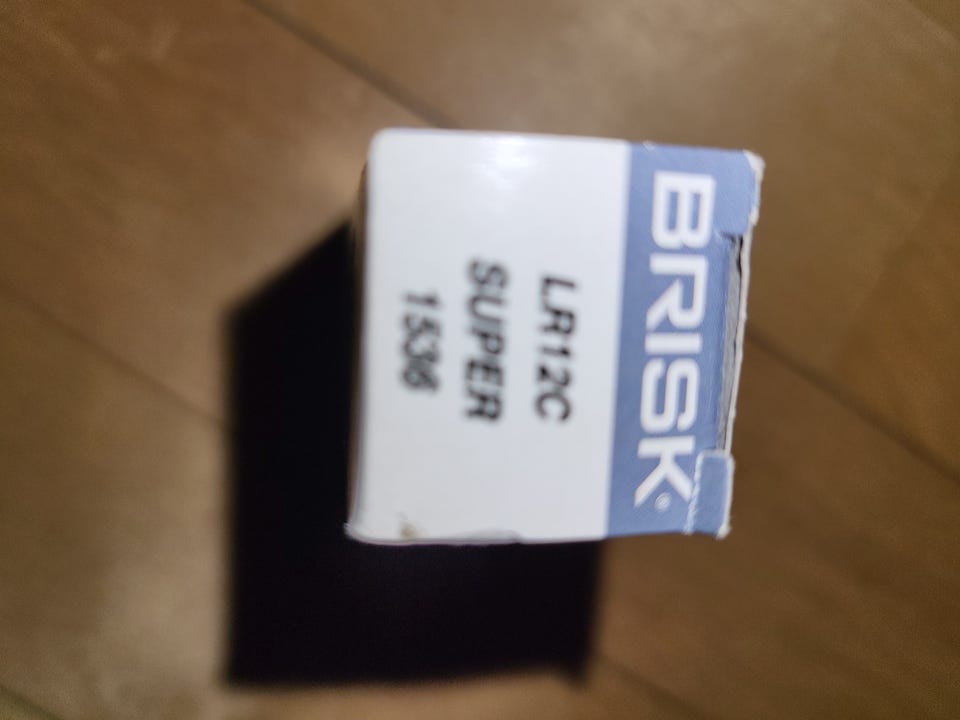 BRISK®
LR12C
SUPER
1536